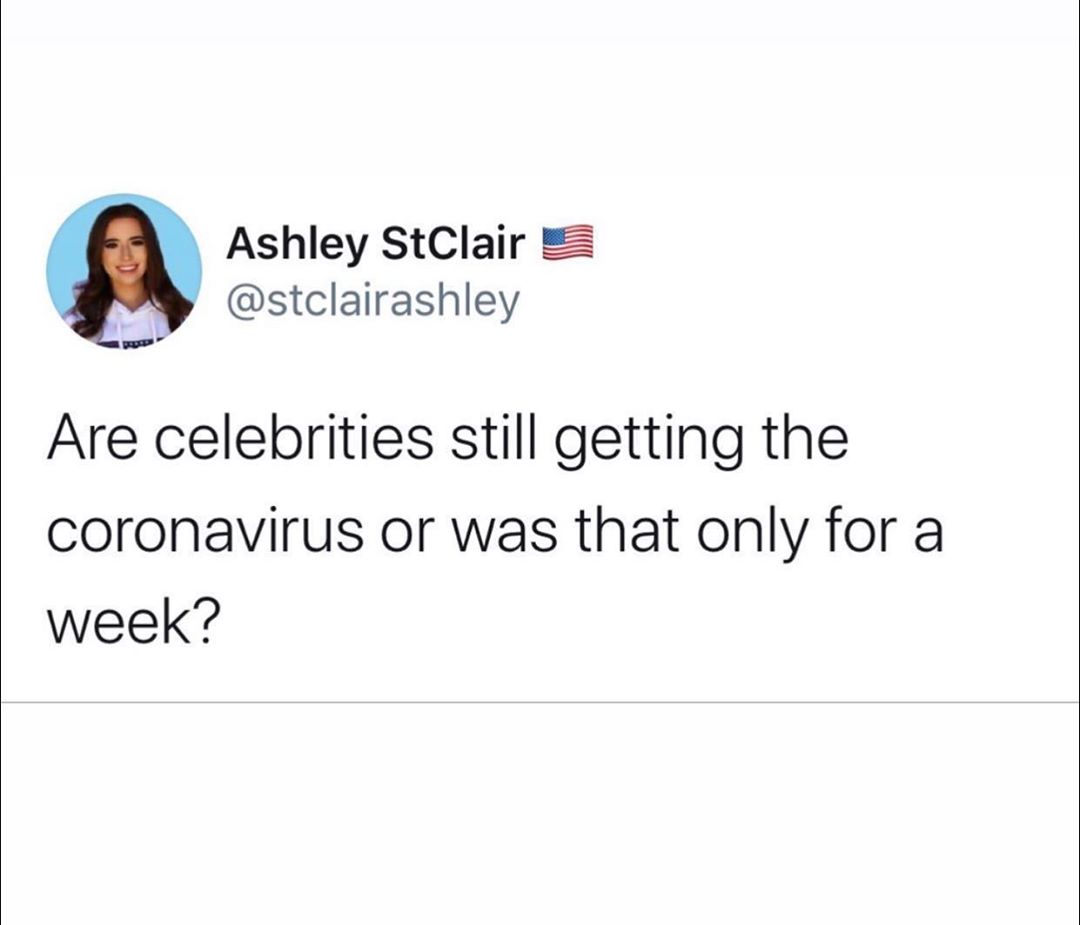 Ashley StClair 🇺🇸
@stclairashley
Are celebrities still getting the
coronavirus or was that only for a
week?